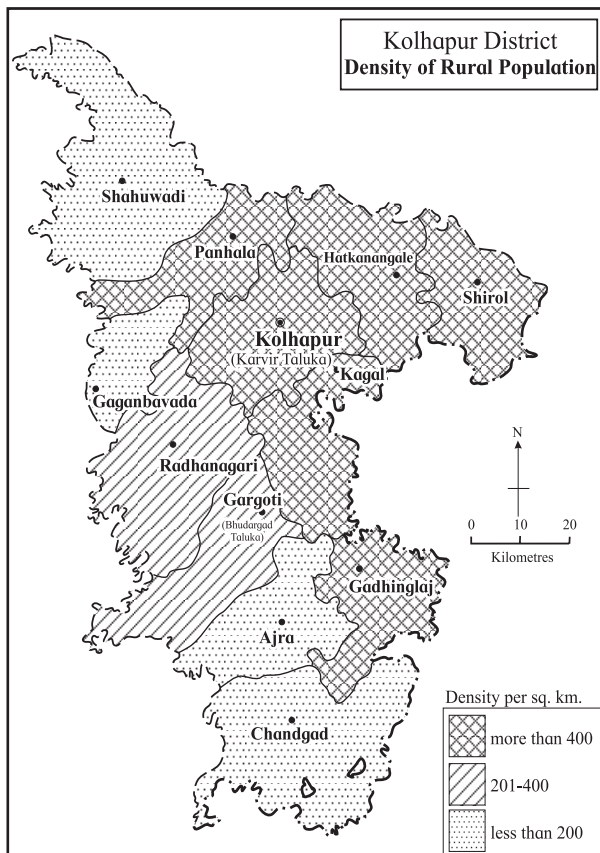 Kolhapur District
Density of Rural Population
Shahuwadi
Panhala
Hatkanangale
Shirol
Kolhapur
(Karvir Taluka)
Kagal
Gaganbavada
Radhanagari
Gargoti
(Bhudargad
Taluka)
N
0 10 20
Kilometres
Gadhinglaj
Ajra
Chandgad
Density per sq. km.
more than 400
201-400
less than 200